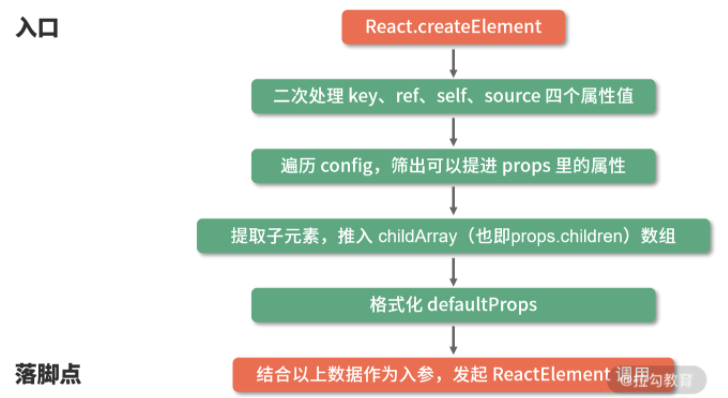 入口
React.createElement
二次处理 key、ref、self、source 四个属性值
遍历 config，筛出可以提进 props 里的属性
提取子元素，推入 childArray（也即props.children）数组
格式化 defaultProps
落脚点
结合以上数据作为入参，发起 ReactElement 调用
@拉勾教育